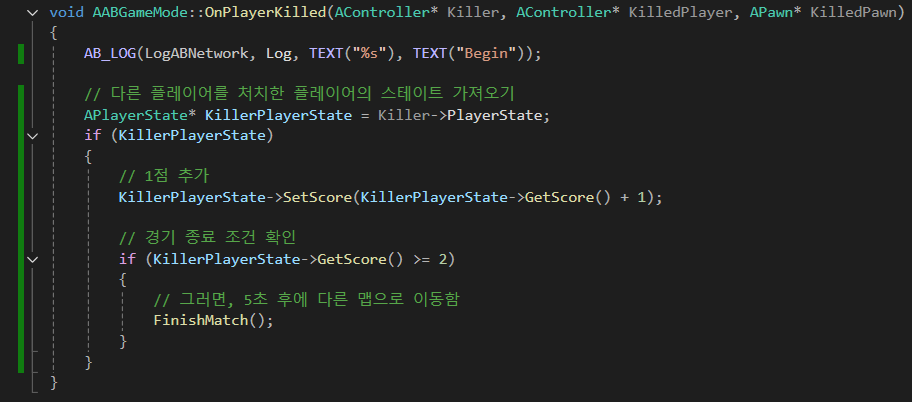 void AABGameMode::OnPlayerKilled(AController* Killer, AController* KilledPlayer, APawn* KilledPawn)
{
    AB_LOG(LogABNetwork, Log, TEXT("%s"), TEXT("Begin"));
    // 다른 플레이어를 처치한 플레이어의 스테이트 가져오기
    APlayerState* KillerPlayerState = Killer->PlayerState;
    if (KillerPlayerState)
    {
        // 1점 추가
        KillerPlayerState->SetScore(KillerPlayerState->GetScore() + 1);
        // 경기 종료 조건 확인
        if (KillerPlayerState->GetScore() >= 2)
        {
            // 그러면, 5초 후에 다른 맵으로 이동함
            FinishMatch();
        }
    }
}